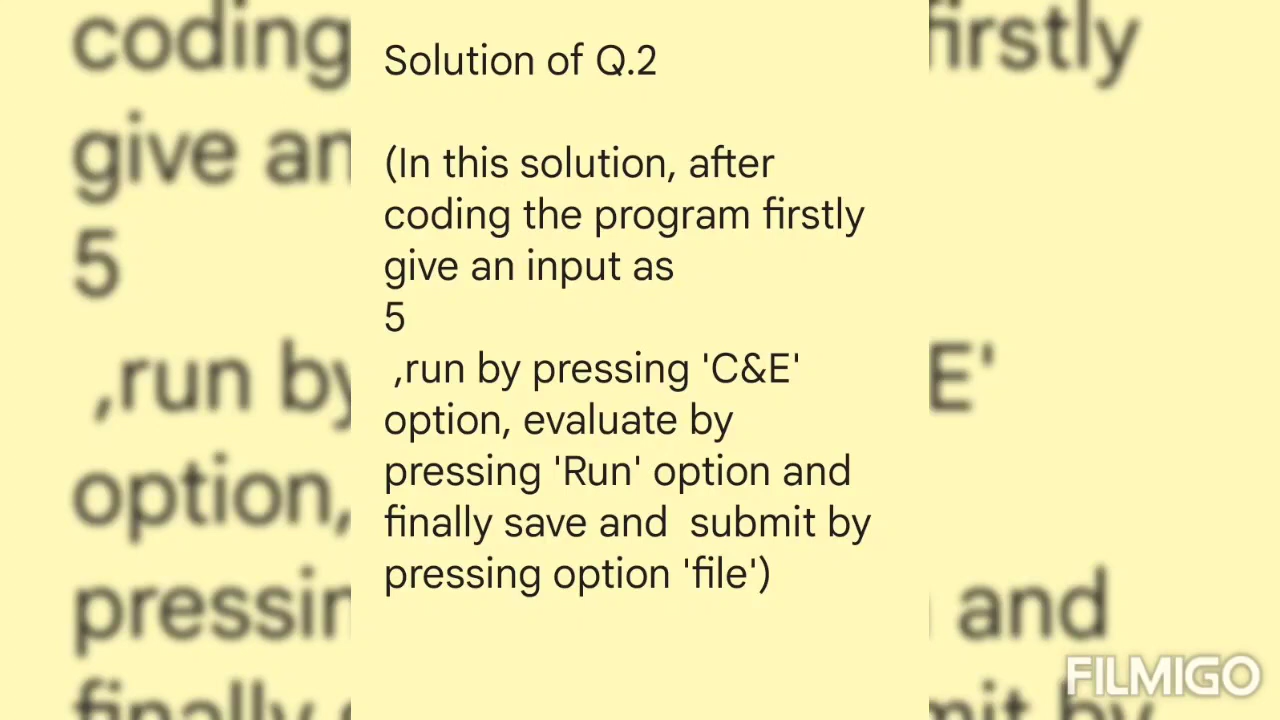 Solution of Q.2
(In this solution, after
coding the program firstly
give an input as
5
,run by pressing 'C&E'
option, evaluate by
pressing 'Run' option and
finally save and  submit by
pressing option 'file')
FILMIGO